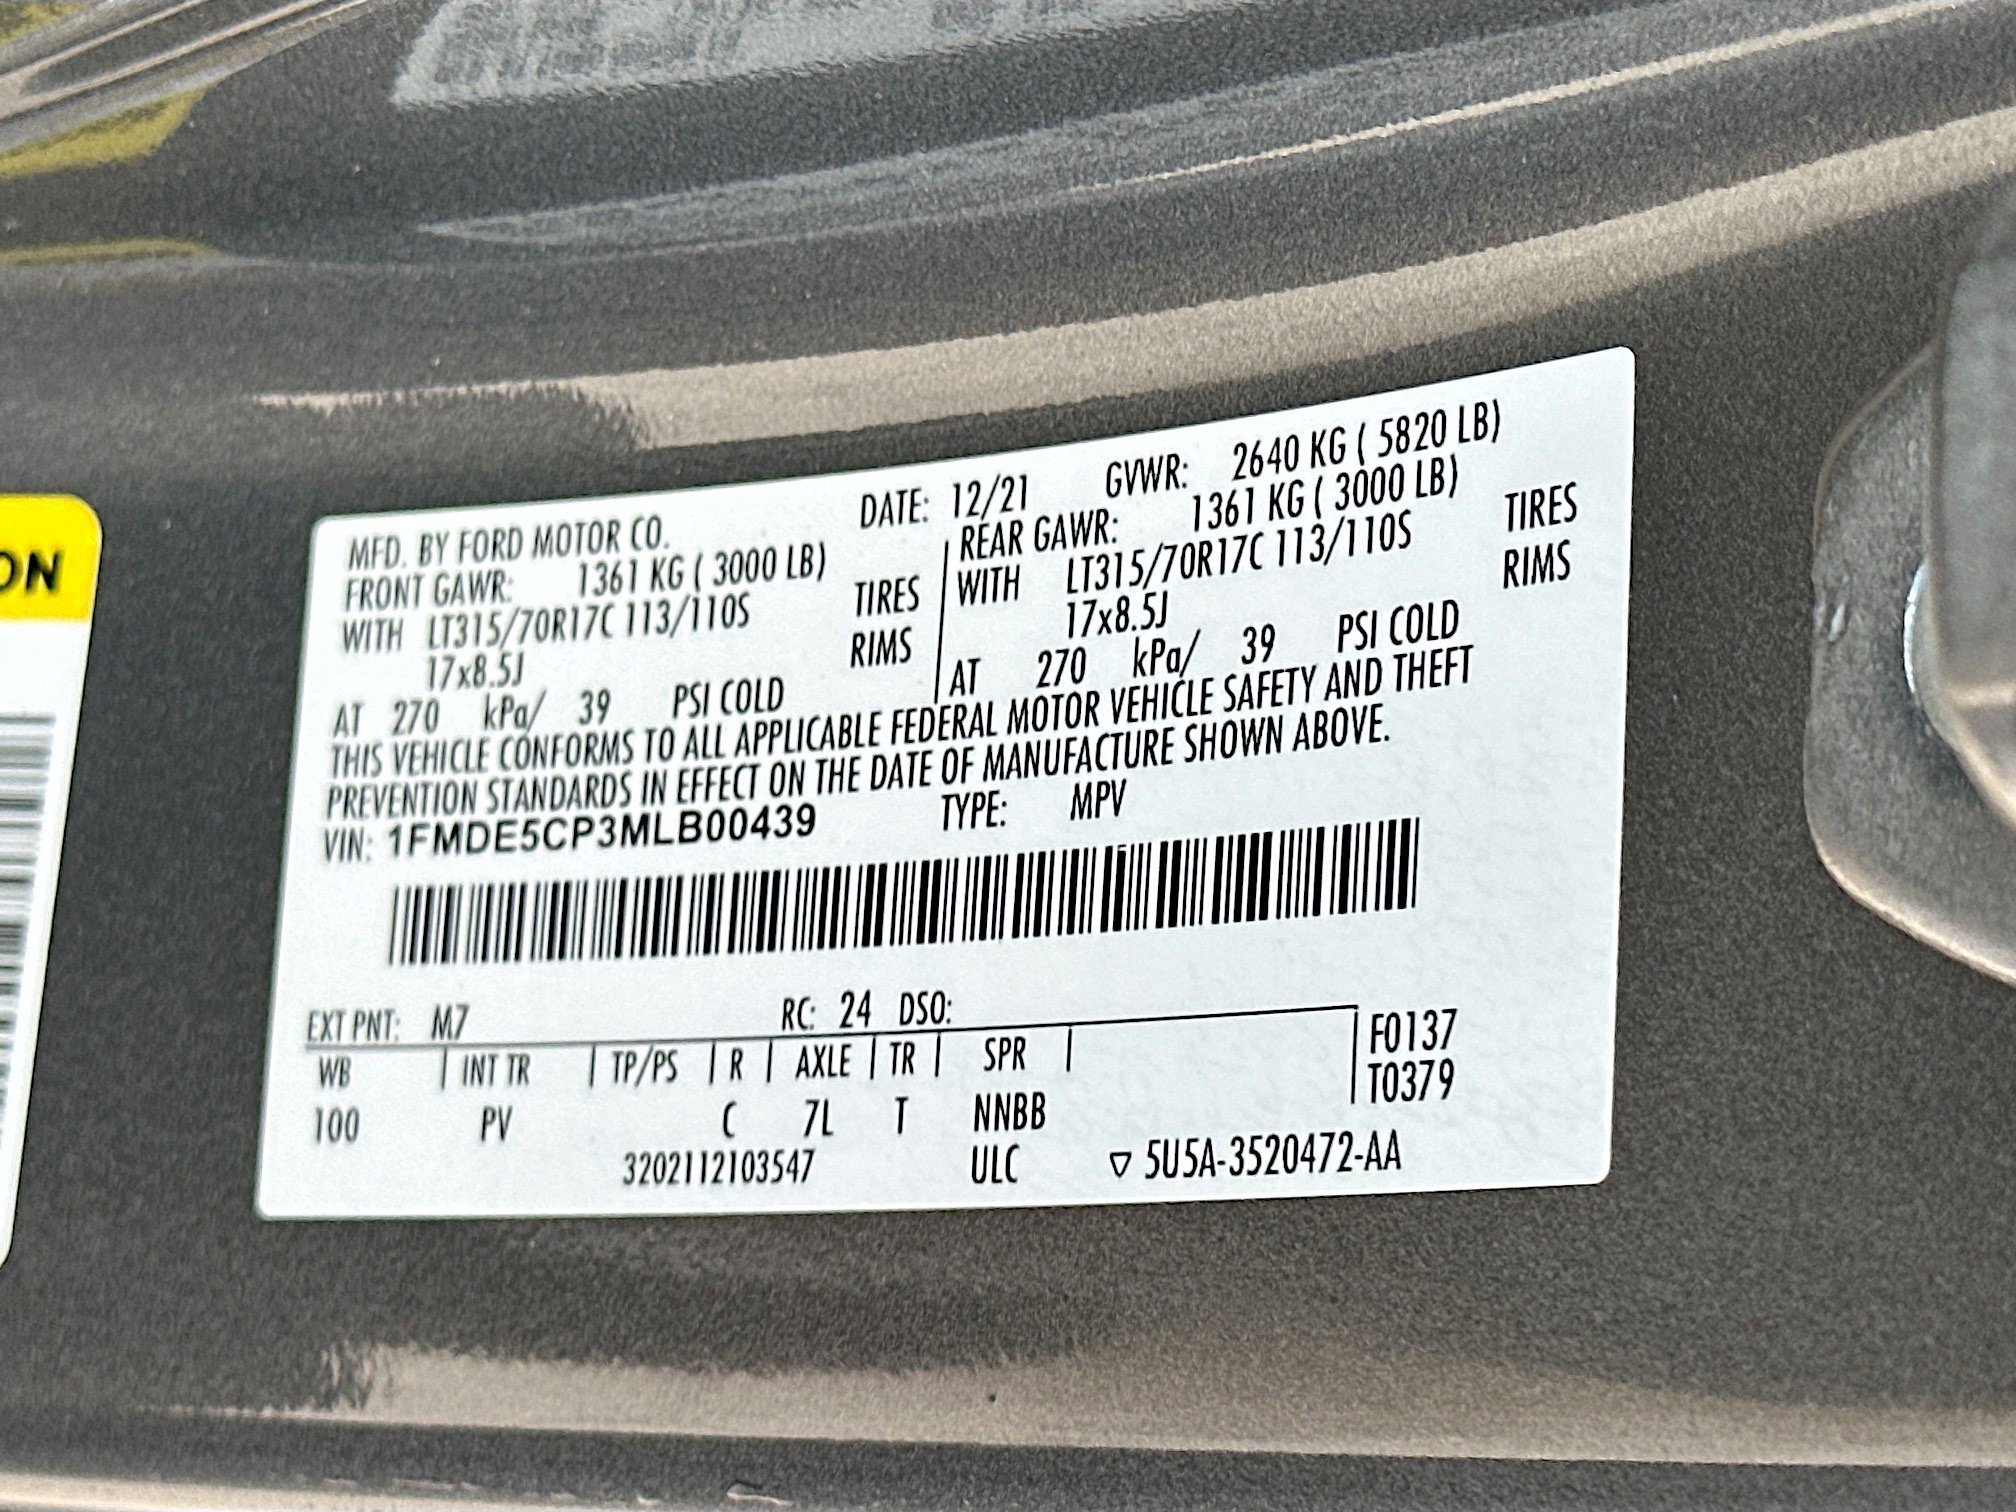 ON
MFD. BY FORD MOTOR CO. DATE: 12/21 GVWR: 2640 KG ( 5820 LB)
FRONT GAWR: 1361 KG ( 3000 LB) REAR GAWR: 1361 KG ( 3000 LB)
WITH LT315/70R17C 113/110S TIRES WITH LT315/70R17C 113/110S TIRES
17x8.5J RIMS 17x8.5J RIMS
AT 270 kPa/ 39 PSI COLD AT 270 kPa/ 39 PSI COLD
THIS VEHICLE CONFORMS TO ALL APPLICABLE FEDERAL MOTOR VEHICLE SAFETY AND THEFT
PREVENTION STANDARDS IN EFFECT ON THE DATE OF MANUFACTURE SHOWN ABOVE.
VIN: 1FMDE5CP3MLB00439 TYPE: MPV
EXT PNT: M7 RC: 24 DSO:
WB | INT TR | TP/PS | R | AXLE | TR | SPR | F0137
T0379
100 PV C 7L T NNBB
3202112103547 ULC ▽ 5U5A-3520472-AA